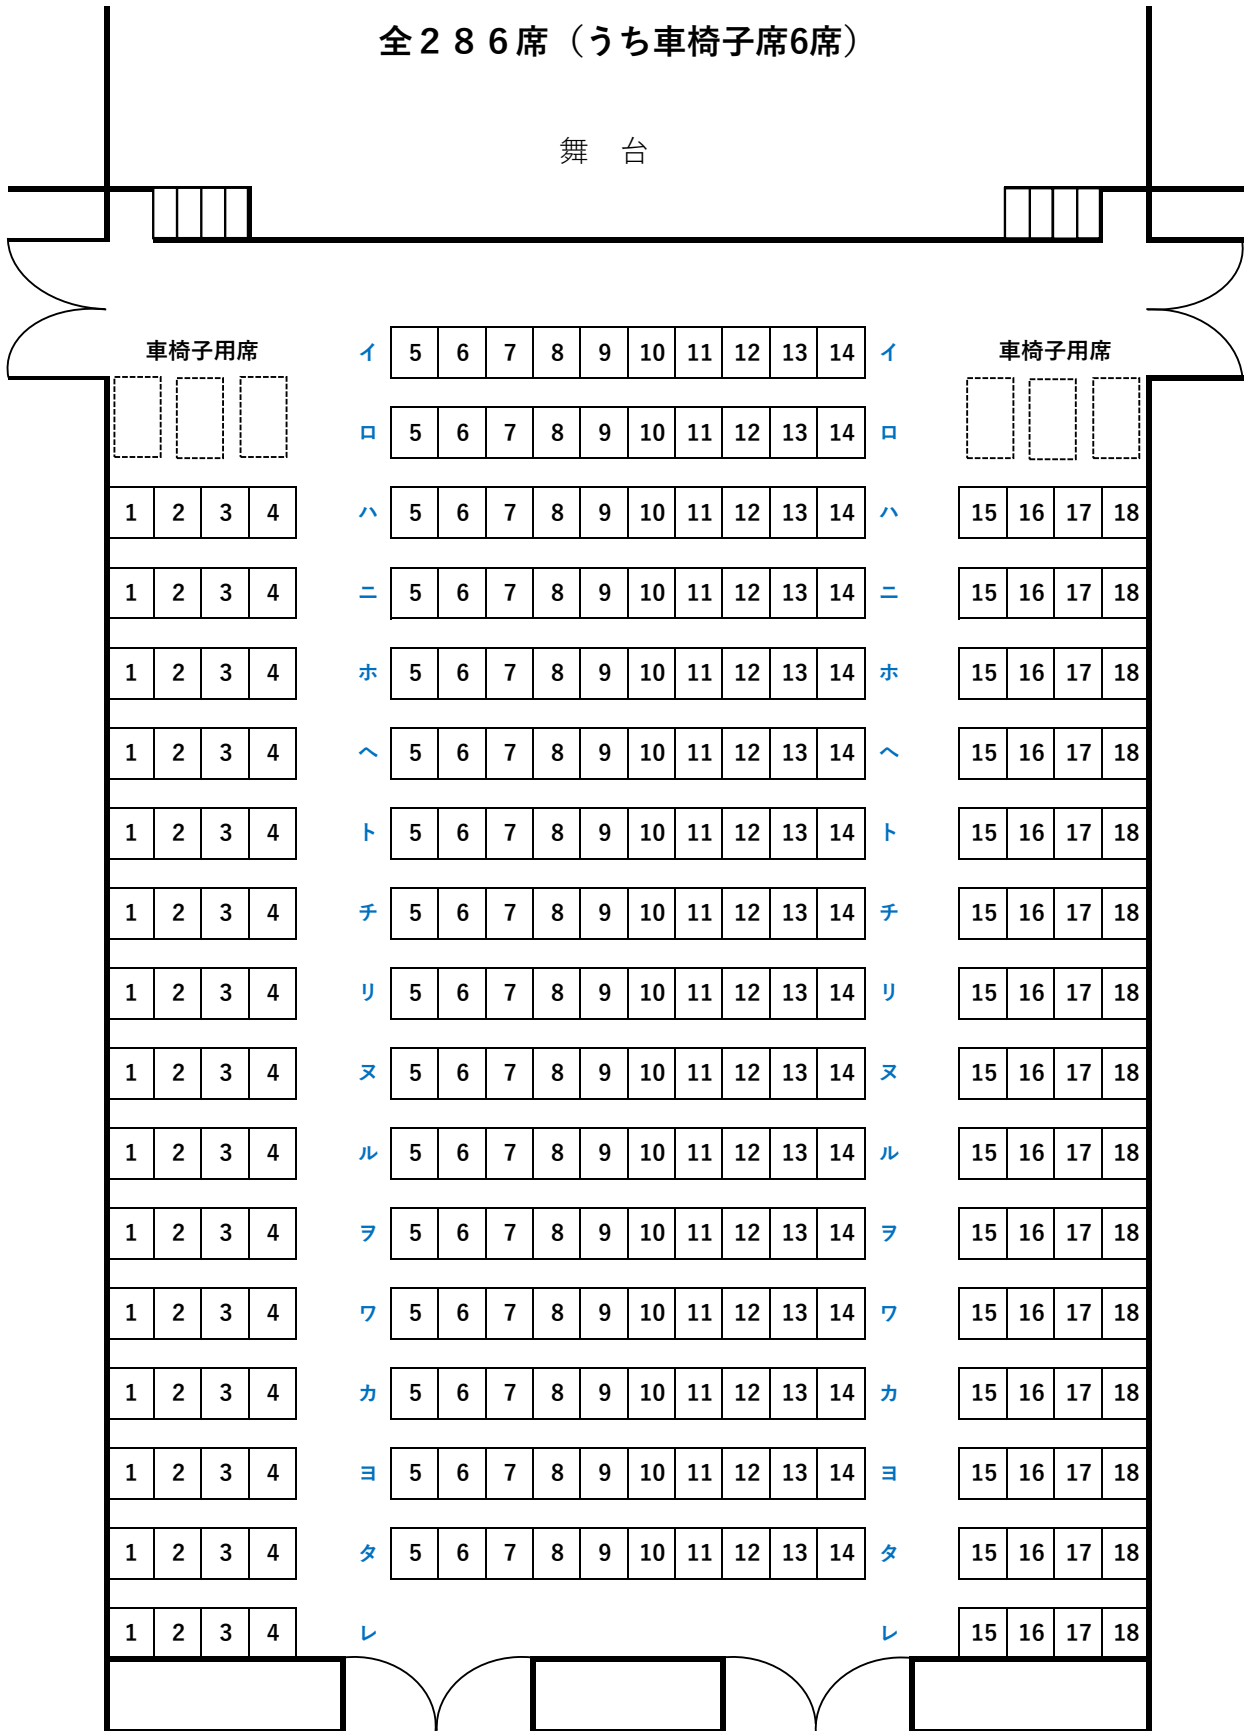 全２８６席（うち車椅子席6席）
舞　台
車椅子用席 イ 5 6 7 8 9 10 11 12 13 14 イ 車椅子用席
ロ 5 6 7 8 9 10 11 12 13 14 ロ
1 2 3 4 ハ 5 6 7 8 9 10 11 12 13 14 ハ 15 16 17 18
1 2 3 4 ニ 5 6 7 8 9 10 11 12 13 14 ニ 15 16 17 18
1 2 3 4 ホ 5 6 7 8 9 10 11 12 13 14 ホ 15 16 17 18
1 2 3 4 ヘ 5 6 7 8 9 10 11 12 13 14 ヘ 15 16 17 18
1 2 3 4 ト 5 6 7 8 9 10 11 12 13 14 ト 15 16 17 18
1 2 3 4 チ 5 6 7 8 9 10 11 12 13 14 チ 15 16 17 18
1 2 3 4 リ 5 6 7 8 9 10 11 12 13 14 リ 15 16 17 18
1 2 3 4 ヌ 5 6 7 8 9 10 11 12 13 14 ヌ 15 16 17 18
1 2 3 4 ル 5 6 7 8 9 10 11 12 13 14 ル 15 16 17 18
1 2 3 4 ヲ 5 6 7 8 9 10 11 12 13 14 ヲ 15 16 17 18
1 2 3 4 ワ 5 6 7 8 9 10 11 12 13 14 ワ 15 16 17 18
1 2 3 4 カ 5 6 7 8 9 10 11 12 13 14 カ 15 16 17 18
1 2 3 4 ヨ 5 6 7 8 9 10 11 12 13 14 ヨ 15 16 17 18
1 2 3 4 タ 5 6 7 8 9 10 11 12 13 14 タ 15 16 17 18
1 2 3 4 レ レ 15 16 17 18